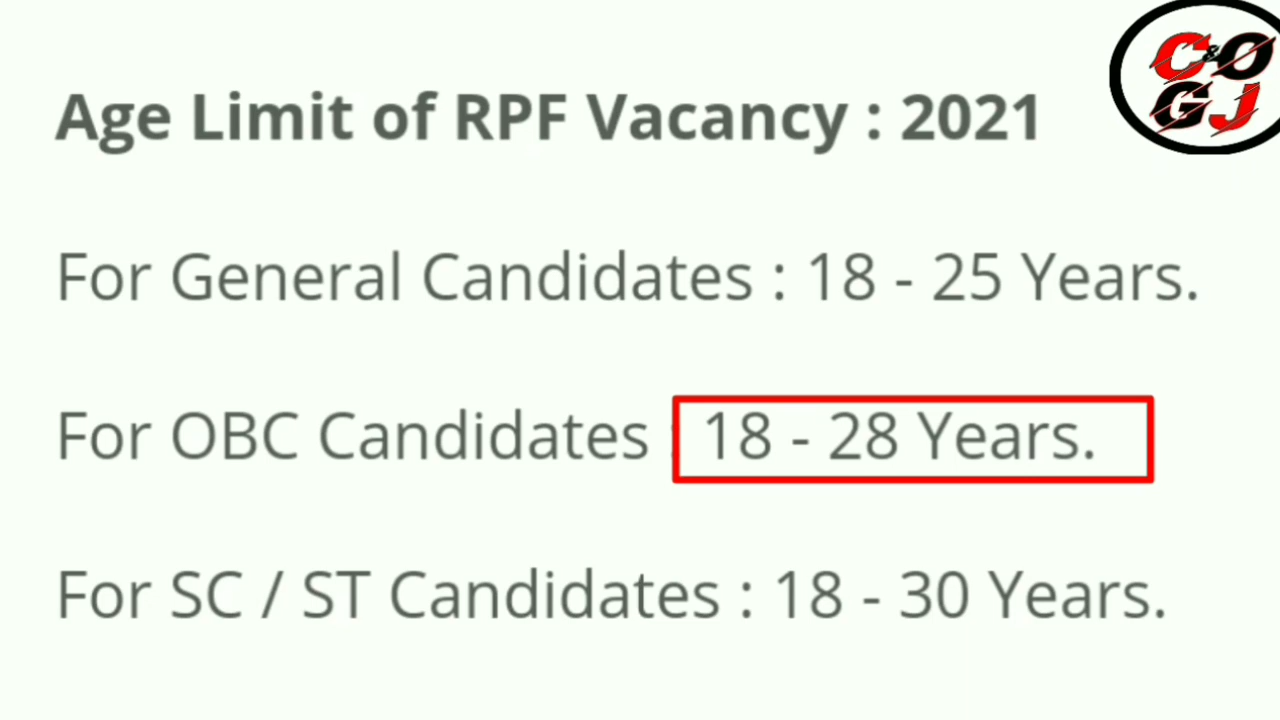 Age Limit of RPF Vacancy : 2021
C&O
GJ
For General Candidates : 18 - 25 Years.
For OBC Candidates : 18 - 28 Years.
For SC / ST Candidates : 18 - 30 Years.